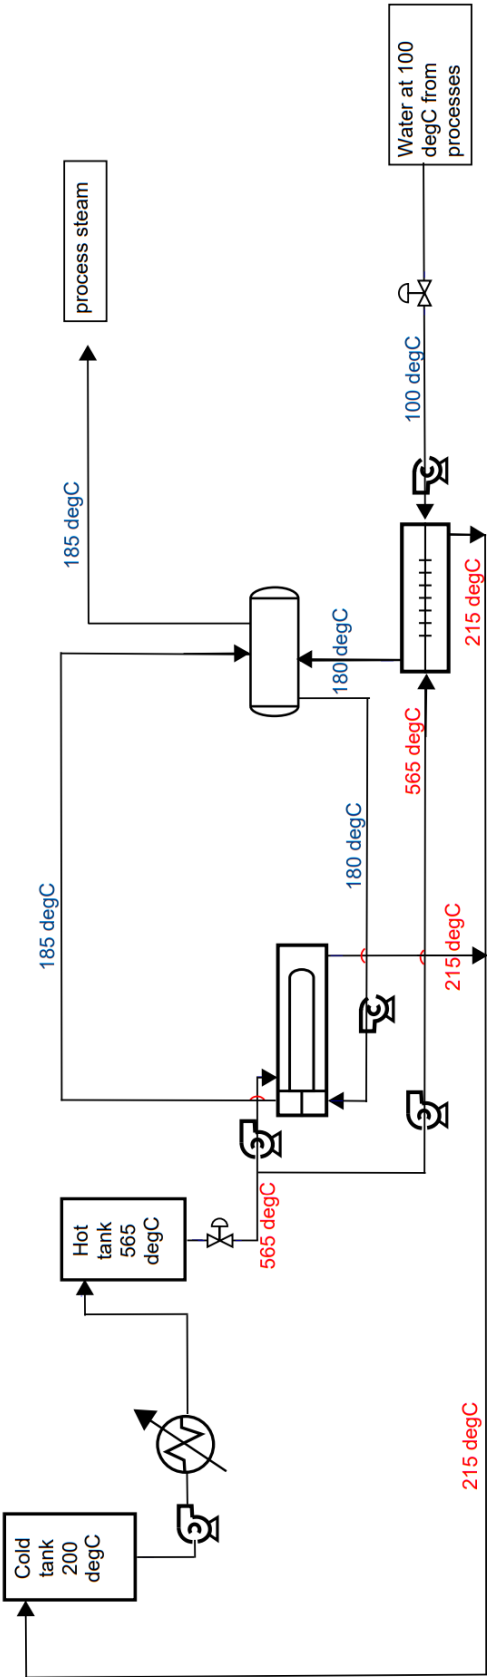 Cold
tank
200
degC
Hot
tank
565
degC
565 degC
185 degC
180 degC
215 degC
565 degC
180 degC
185 degC
process steam
215 degC
100 degC
Water at 100
degC from
processes
215 degC